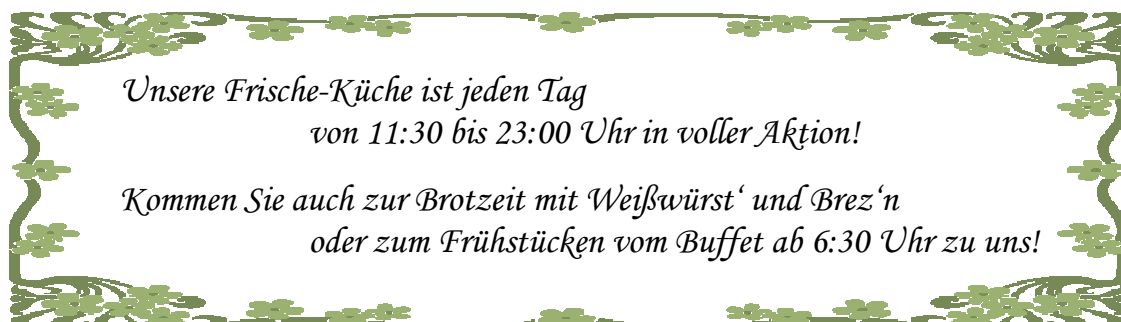 Unsere Frische-Küche ist jeden Tag
von 11:30 bis 23:00 Uhr in voller Aktion!
Kommen Sie auch zur Brotzeit mit Weißwürst‘ und Brez‘n
oder zum Frühstücken vom Buffet ab 6:30 Uhr zu uns!